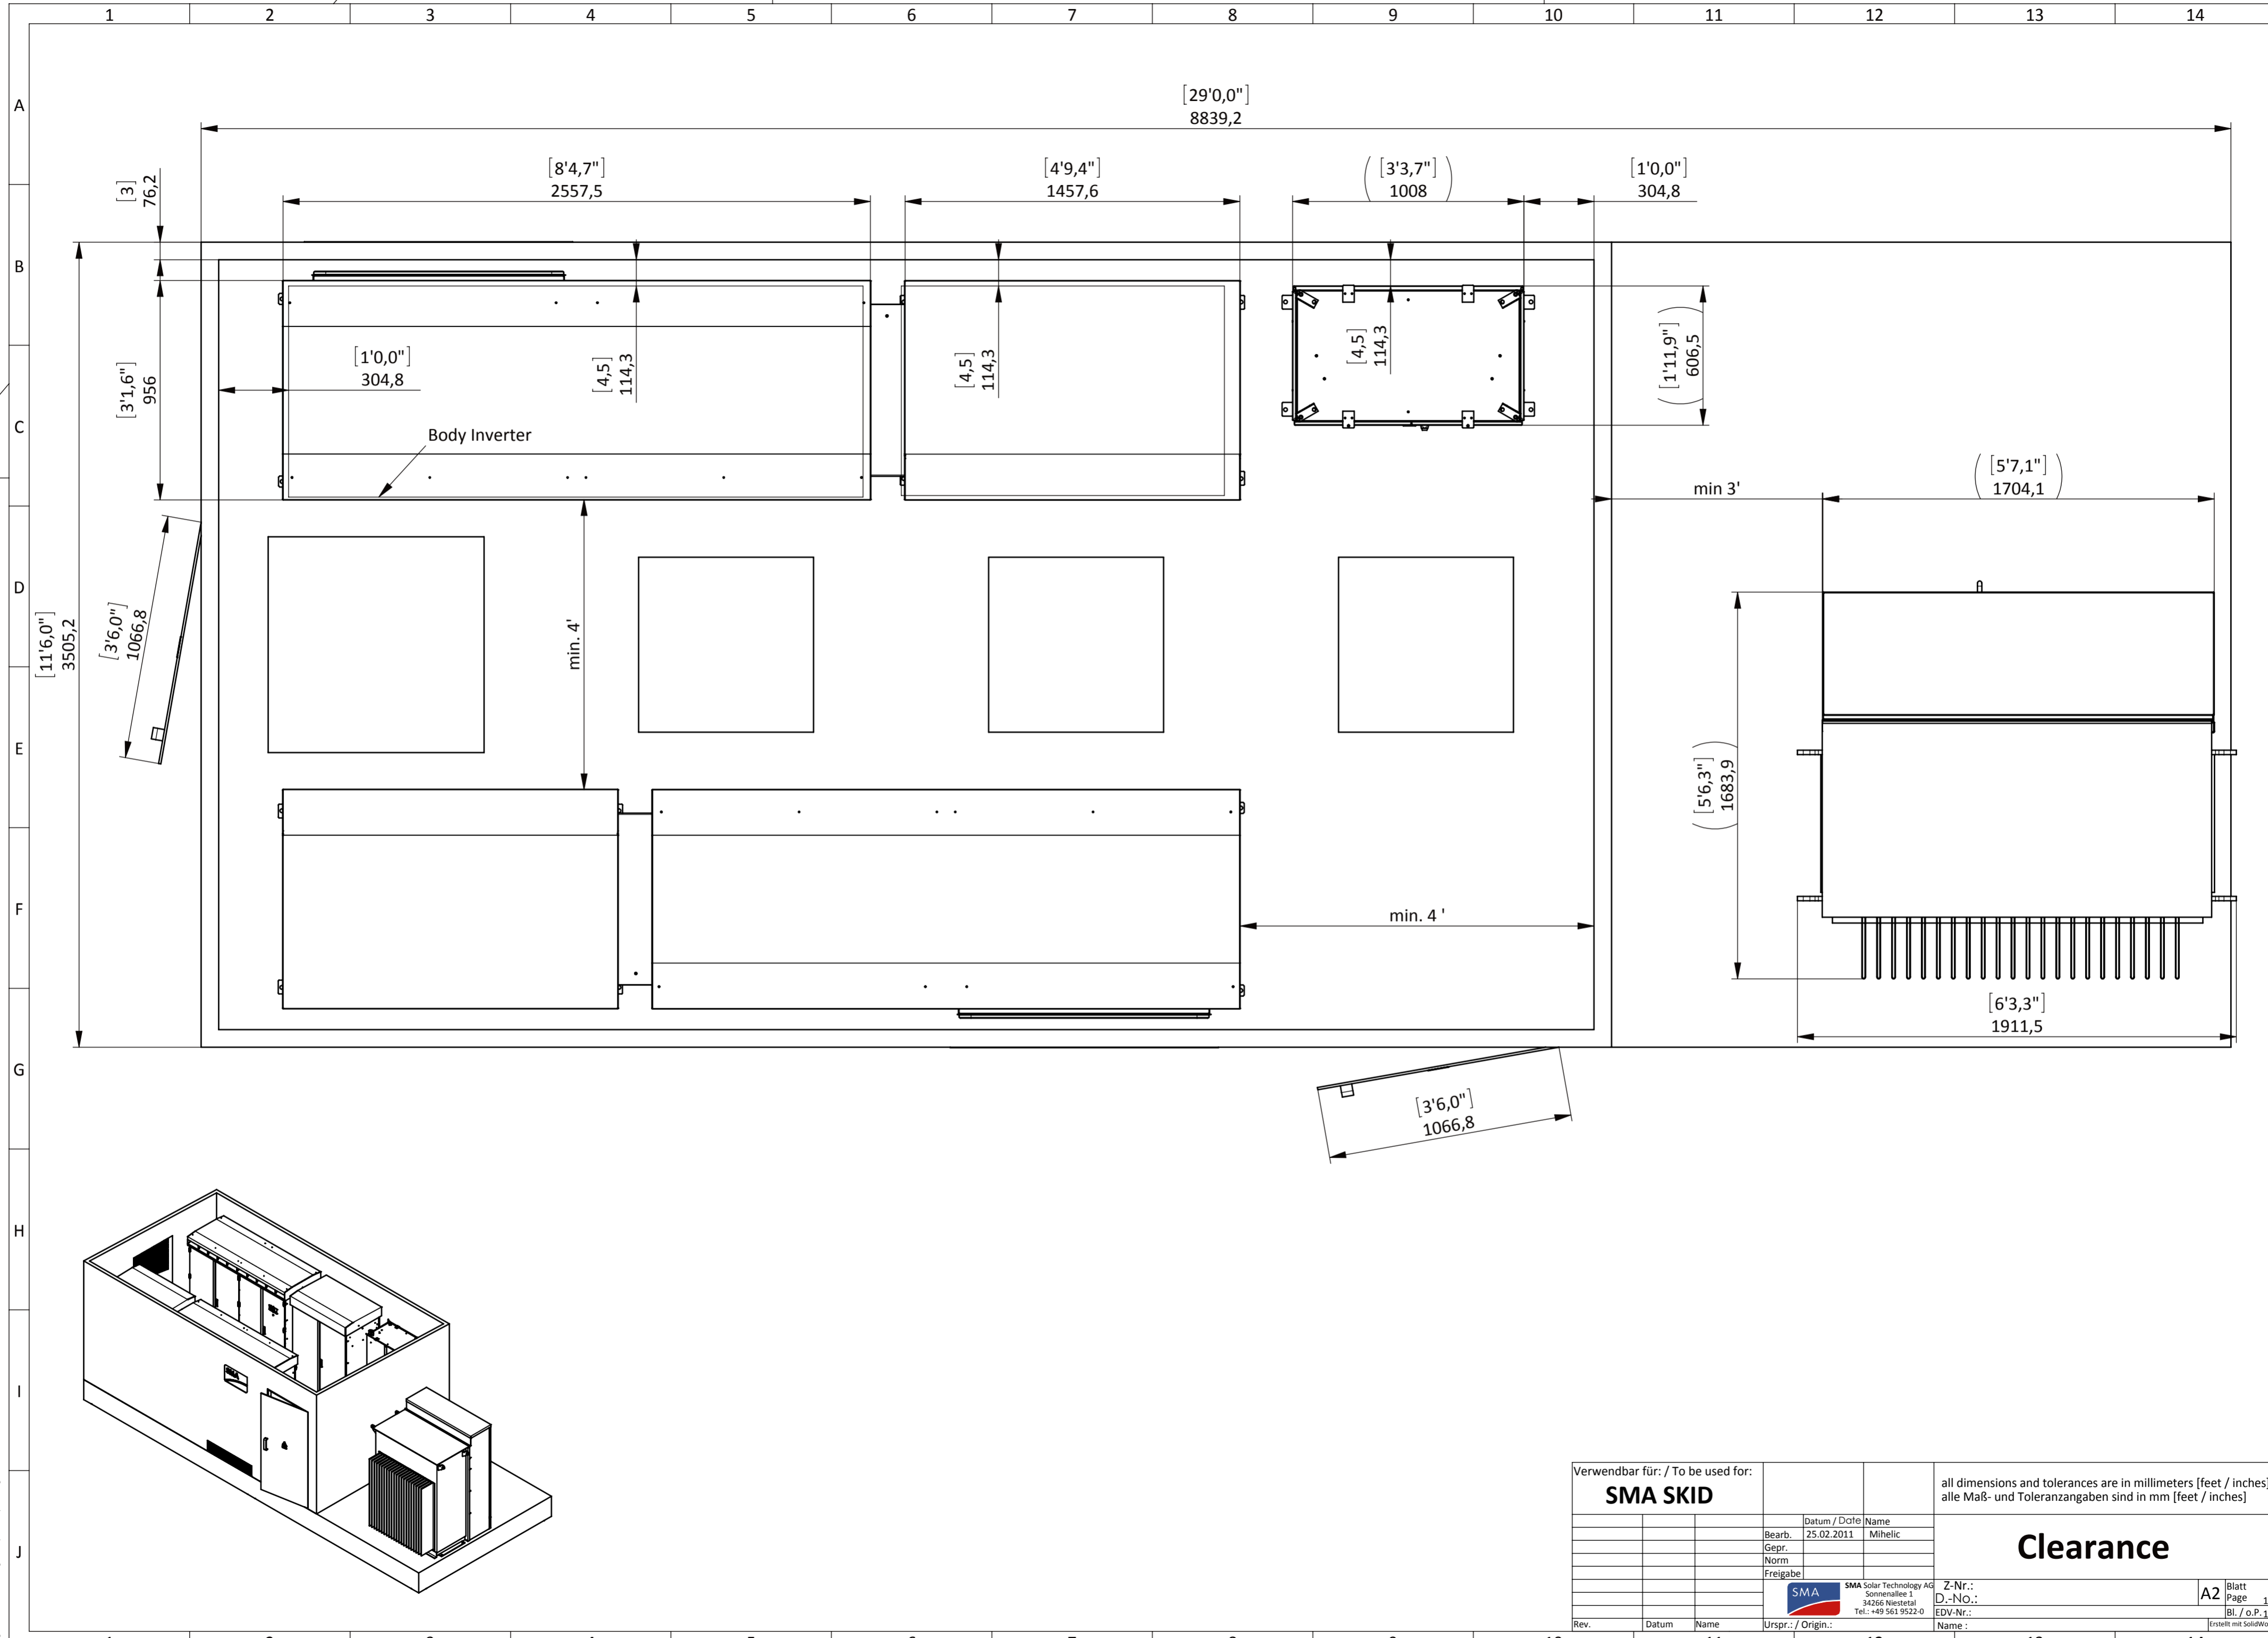 1 2 3 4 5 6 7 8 9 10 11 12 13 14
A
[29'0,0"]
8839,2
[8'4,7"]
2557,5
[4'9,4"]
1457,6
([3'3,7"])
1008
[1'0,0"]
304,8
[3]
76,2
B
[3'1,6"]
956
[1'0,0"]
304,8
[4,5]
114,3
[4,5]
114,3
[4,5]
114,3
([1'11,9"])
606,5
C
Body Inverter
min 3'
([5'7,1"])
1704,1
D
[11'6,0"]
3505,2
[3'6,0"]
1066,8
min. 4'
E
([5'6,3"])
1683,9
F
min. 4 '
[6'3,3"]
1911,5
G
[3'6,0"]
1066,8
H
I
J
Verwendbar für: / To be used for:
SMA SKID
all dimensions and tolerances are in millimeters [feet / inches]
alle Maß- und Toleranzangaben sind in mm [feet / inches]
Datum / Date Name
Bearb. 25.02.2011 Mihelic
Gepr.
Norm
Freigabe
Clearance
SMA
SMA Solar Technology AG
Sonnenallee 1
34266 Niestetal
Tel.: +49 561 9522-0
Z-Nr.:
D.-No.:
EDV-Nr.:
A2
Blatt
Page 1
Bl. / o.P. 1
Rev. Datum Name Urspr.: / Origin.: Name :
Erstellt mit